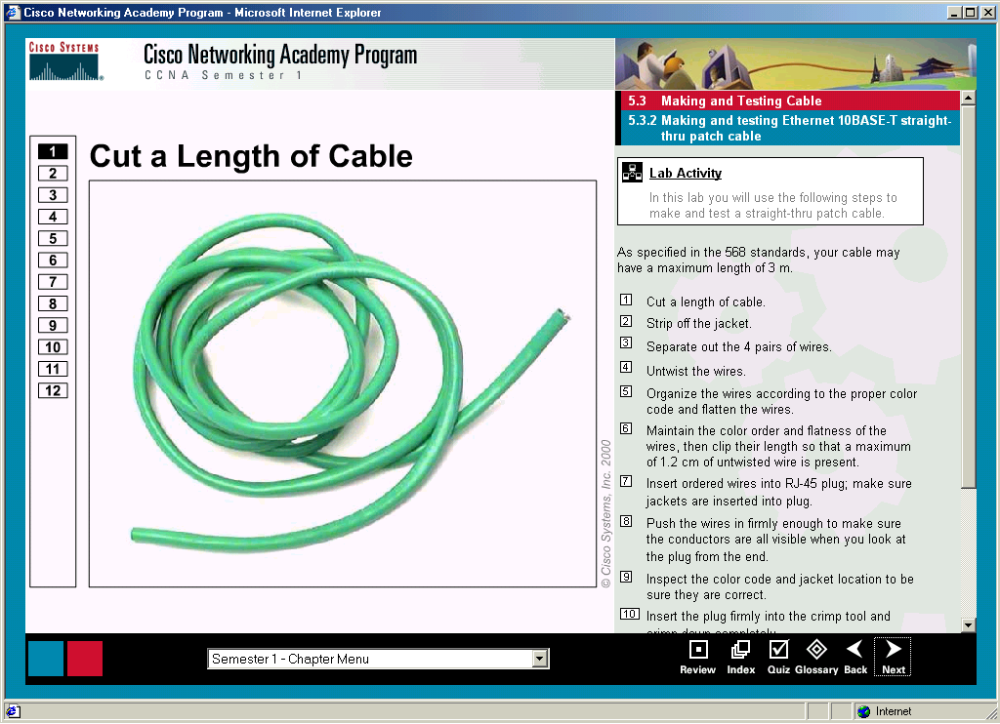 Cisco Networking Academy Program - Microsoft Internet Explorer
CISCO SYSTEMS
Cisco Networking Academy Program
CCNA Semester 1
5.3 Making and Testing Cable
5.3.2 Making and testing Ethernet 10BASE-T straight-
thru patch cable
1
2
3
4
5
6
7
8
9
10
11
12
Cut a Length of Cable
© Cisco Systems, Inc. 2000
Lab Activity
In this lab you will use the following steps to
make and test a straight-thru patch cable.
As specified in the 568 standards, your cable may
have a maximum length of 3 m.
1 Cut a length of cable.
2 Strip off the jacket.
3 Separate out the 4 pairs of wires.
4 Untwist the wires.
5 Organize the wires according to the proper color
code and flatten the wires.
6 Maintain the color order and flatness of the
wires, then clip their length so that a maximum
of 1.2 cm of untwisted wire is present.
7 Insert ordered wires into RJ-45 plug; make sure
jackets are inserted into plug.
8 Push the wires in firmly enough to make sure
the conductors are all visible when you look at
the plug from the end.
9 Inspect the color code and jacket location to be
sure they are correct.
10 Insert the plug firmly into the crimp tool and
crimp down completely.
Semester 1 - Chapter Menu
Review Index Quiz Glossary Back Next
Internet